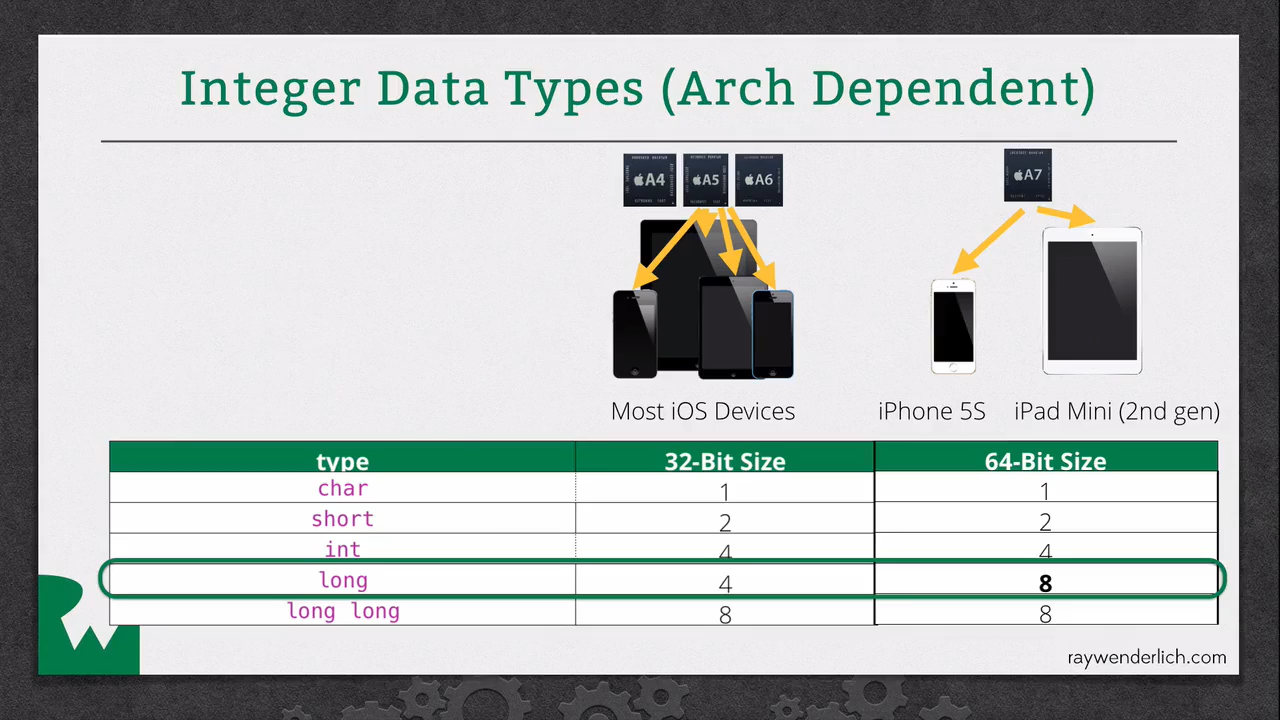 Integer Data Types (Arch Dependent)
A4 A5 A6 A7
Most iOS Devices iPhone 5S iPad Mini (2nd gen)
type 32-Bit Size 64-Bit Size
char 1 1
short 2 2
int 4 4
long 4 8
long long 8 8
raywenderlich.com